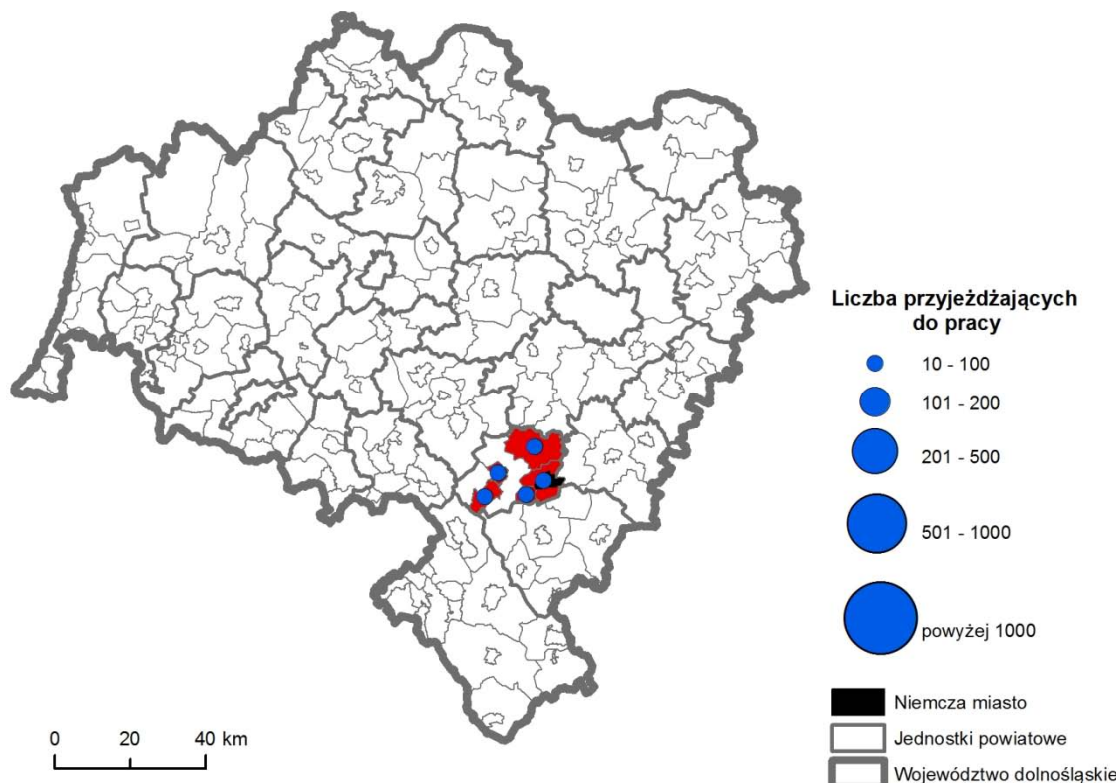 Liczba przyjeżdżających
do pracy
10 - 100
101 - 200
201 - 500
501 - 1000
powyżej 1000
Niemcza miasto
Jednostki powiatowe
Województwo dolnośląskie
0 20 40 km